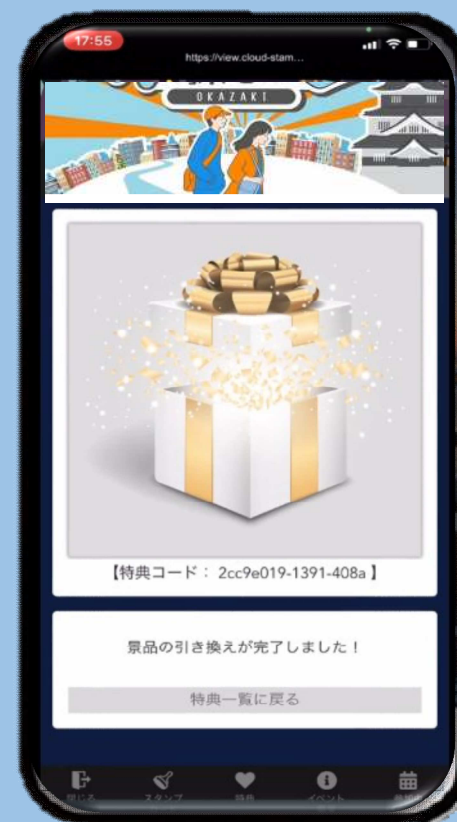 17:55
https://view.cloud-stam...
OKAZAKI
【特典コード： 2cc9e019-1391-408a 】
景品の引き換えが完了しました！
特典一覧に戻る
閉じる スタンプ 特典 イベント